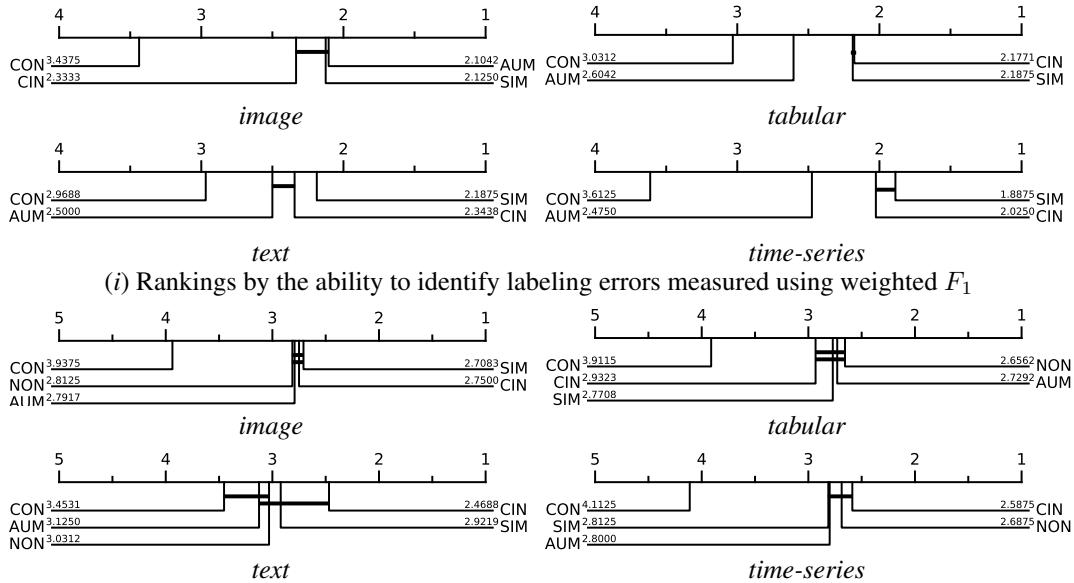 4 3 2 1
CON 3.4375 2.1042 AUM
CIN 2.3333 2.1250 SIM
image
4 3 2 1
CON 3.0312 2.1771 CIN
AUM 2.6042 2.1875 SIM
tabular
4 3 2 1
CON 2.9688 2.1875 SIM
AUM 2.5000 2.3438 CIN
text
4 3 2 1
CON 3.6125 1.8875 SIM
AUM 2.4750 2.0250 CIN
time-series
(i) Rankings by the ability to identify labeling errors measured using weighted F1
5 4 3 2 1
CON 3.9375 2.7083 SIM
NON 2.8125 2.7500 CIN
AUM 2.7917
image
5 4 3 2 1
CON 3.9115 2.6562 NON
CIN 2.9323 2.7292 AUM
SIM 2.7708
tabular
5 4 3 2 1
CON 3.4531 2.4688 CIN
AUM 3.1250 2.9219 SIM
NON 3.0312
text
5 4 3 2 1
CON 4.1125 2.5875 CIN
SIM 2.8125 2.6875 NON
AUM 2.8000
time-series